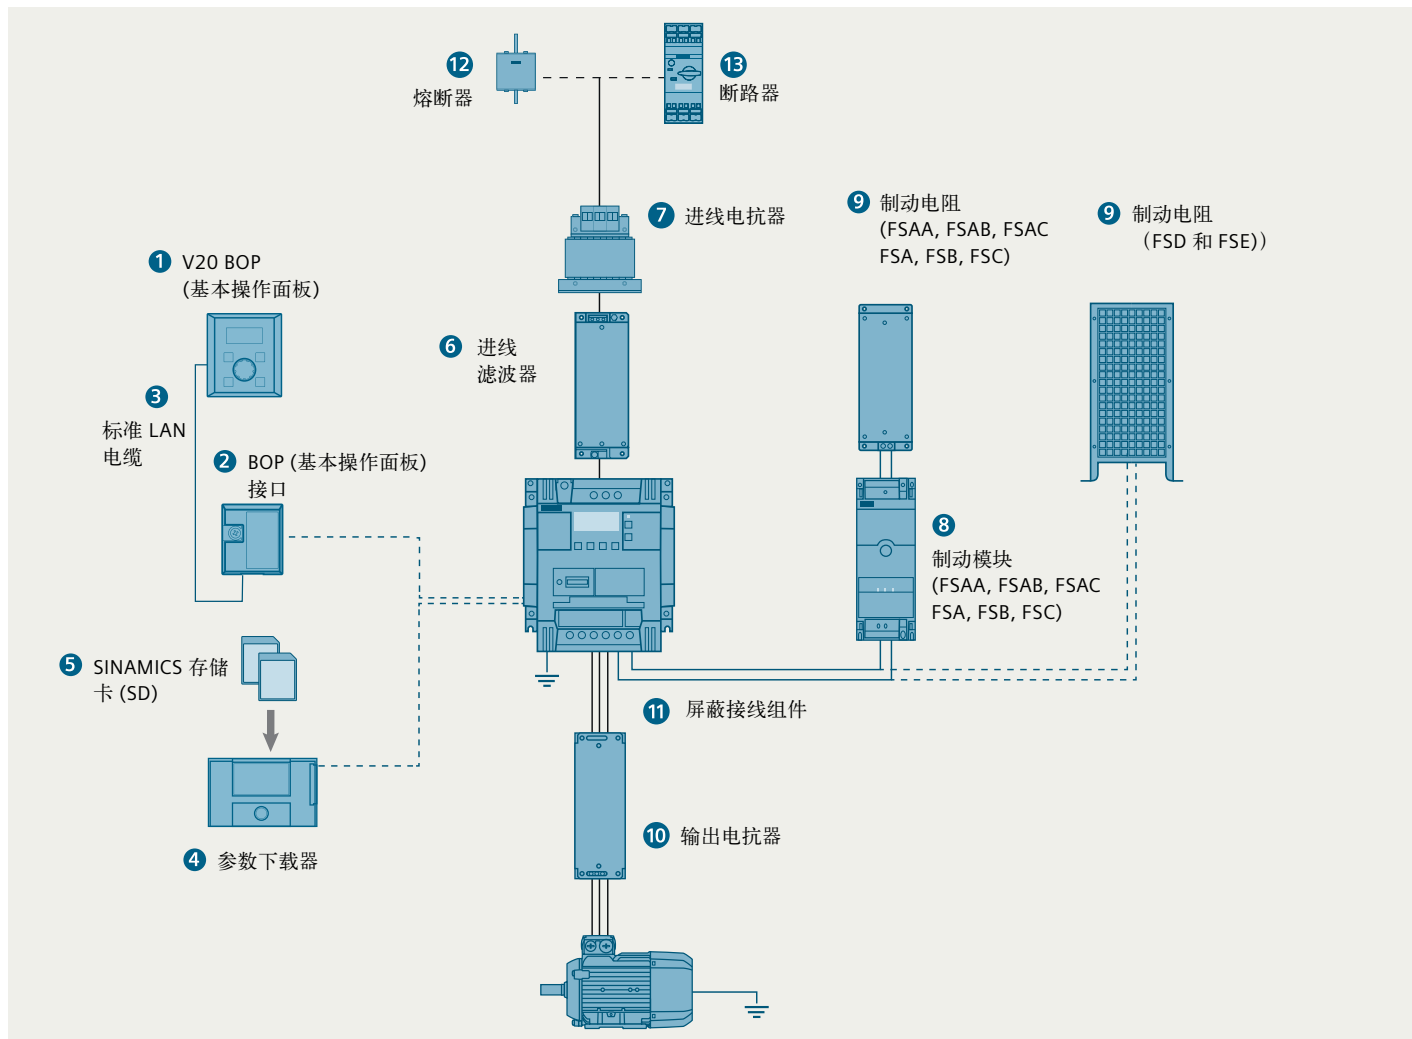 12
熔断器
13
断路器
7 进线电抗器
9 制动电阻
(FSAA, FSAB, FSAC
FSA, FSB, FSC)
9 制动电阻
（FSD 和 FSE)）
1 V20 BOP
(基本操作面板)
6 进线
滤波器
3
标准 LAN
电缆
2 BOP (基本操作面板)
接口
8
制动模块
(FSAA, FSAB, FSAC
FSA, FSB, FSC)
5 SINAMICS 存储
卡 (SD)
11 屏蔽接线组件
10 输出电抗器
4 参数下载器